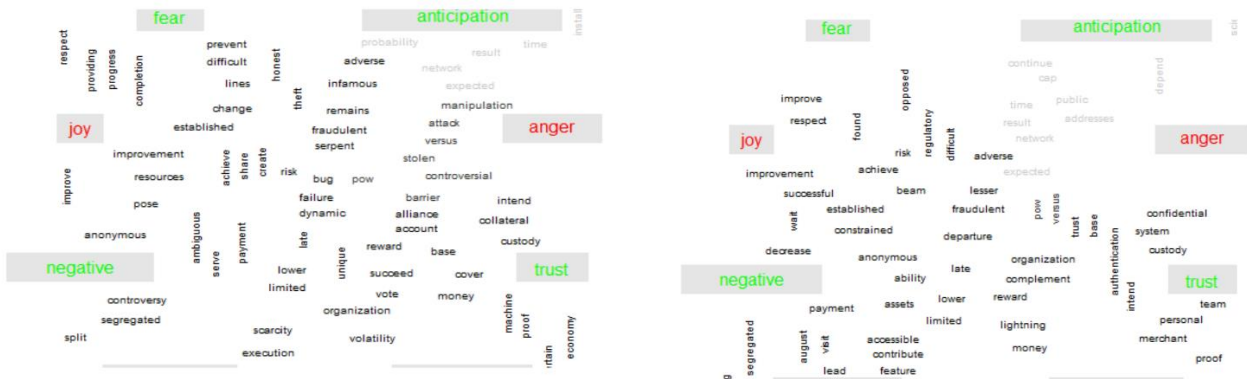 fear
anticipation
install
respect
providing
progress
completion
prevent
difficult
lines
honest
theft
probability
result
time
adverse
network
infamous
expected
change
remains
manipulation
established
fraudulent
attack
joy
anger
serpent
versus
stolen
improvement
achieve
share
create
risk
controversial
improve
resources
bug
pow
failure
barrier
intend
pose
dynamic
alliance
collateral
account
ambiguous
serve
payment
late
anonymous
unique
reward
base
custody
negative
lower
succeed
cover
trust
limited
vote
money
controversy
organization
machine
proof
segregated
split
scarcity
volatility
execution
economy
fear
anticipation
continue
cap
depend
improve
opposed
time
public
respect
found
result
addresses
joy
regulatory
difficult
network
anger
risk
adverse
achieve
expected
improvement
successful
beam
lesser
wait
established
fraudulent
pow
versus
trust
base
confidential
constrained
departure
system
decrease
custody
anonymous
organization
authentication
negative
late
ability
complement
intend
trust
payment
assets
lower
reward
team
limited
lightning
personal
segregated
august
visit
accessible
money
merchant
contribute
proof
lead
feature